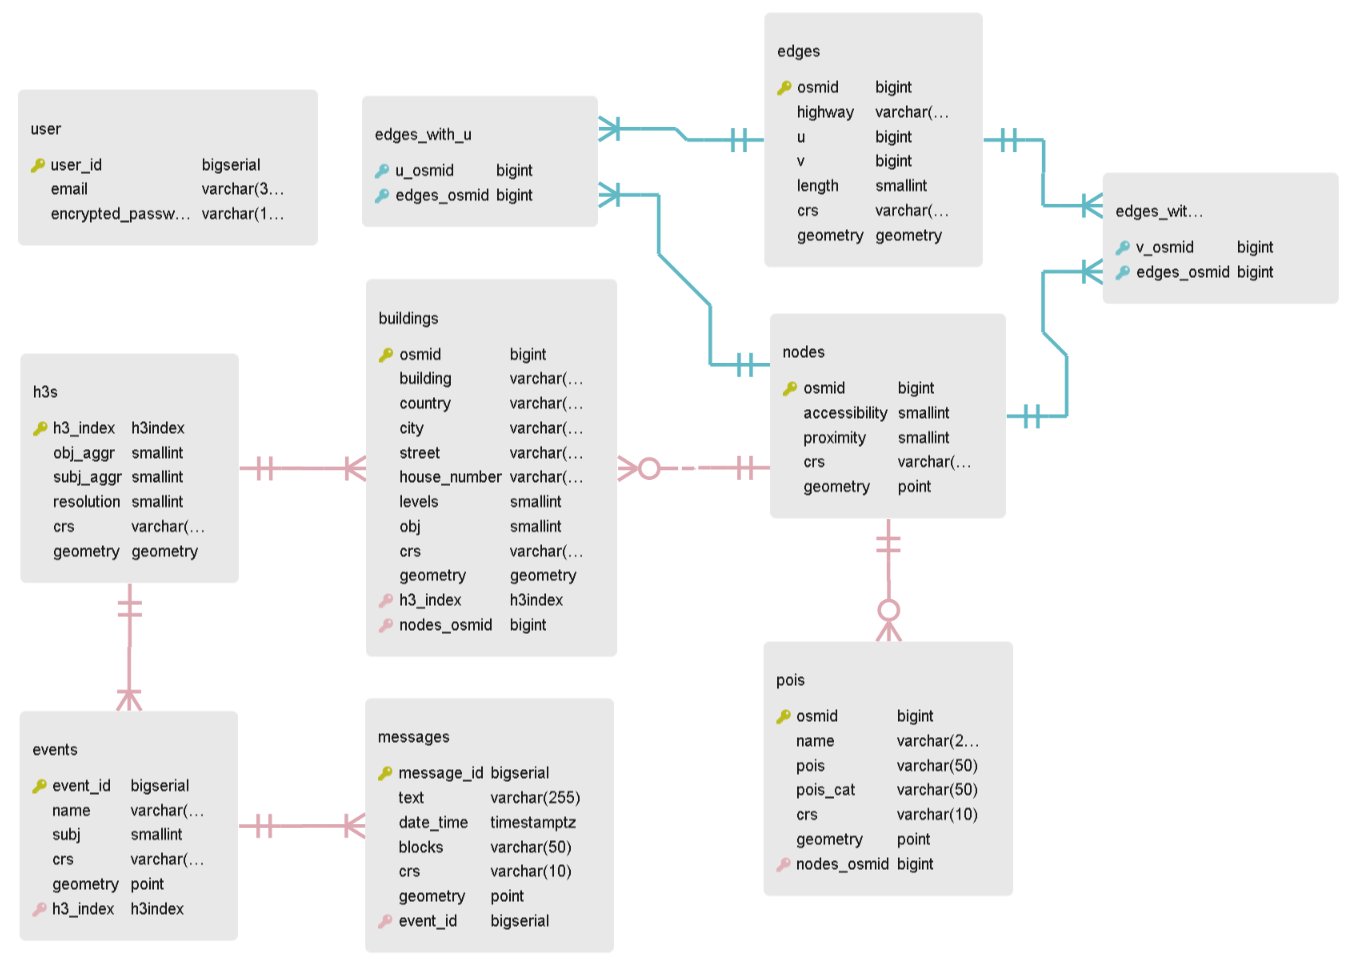 user
user_id bigserial
email varchar(3...
encrypted_passw... varchar(1...
edges_with_u
u_osmid bigint
edges_osmid bigint
edges
osmid bigint
highway varchar(...
u bigint
v bigint
length smallint
crs varchar(...
geometry geometry
edges_wit...
v_osmid bigint
edges_osmid bigint
h3s
h3_index h3index
obj_aggr smallint
subj_aggr smallint
resolution smallint
crs varchar(...
geometry geometry
buildings
osmid bigint
building varchar(...
country varchar(...
city varchar(...
street varchar(...
house_number varchar(...
levels smallint
obj smallint
crs varchar(...
geometry geometry
h3_index h3index
nodes_osmid bigint
nodes
osmid bigint
accessibility smallint
proximity smallint
crs varchar(...
geometry point
events
event_id bigserial
name varchar(...
subj smallint
crs varchar(...
geometry point
h3_index h3index
messages
message_id bigserial
text varchar(255)
date_time timestamptz
blocks varchar(50)
crs varchar(10)
geometry point
event_id bigserial
pois
osmid bigint
name varchar(2...
pois varchar(50)
pois_cat varchar(50)
crs varchar(10)
geometry point
nodes_osmid bigint